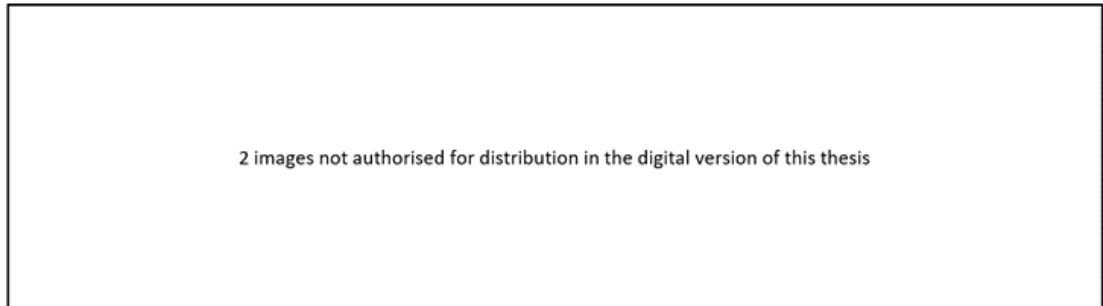 2 images not authorised for distribution in the digital version of this thesis